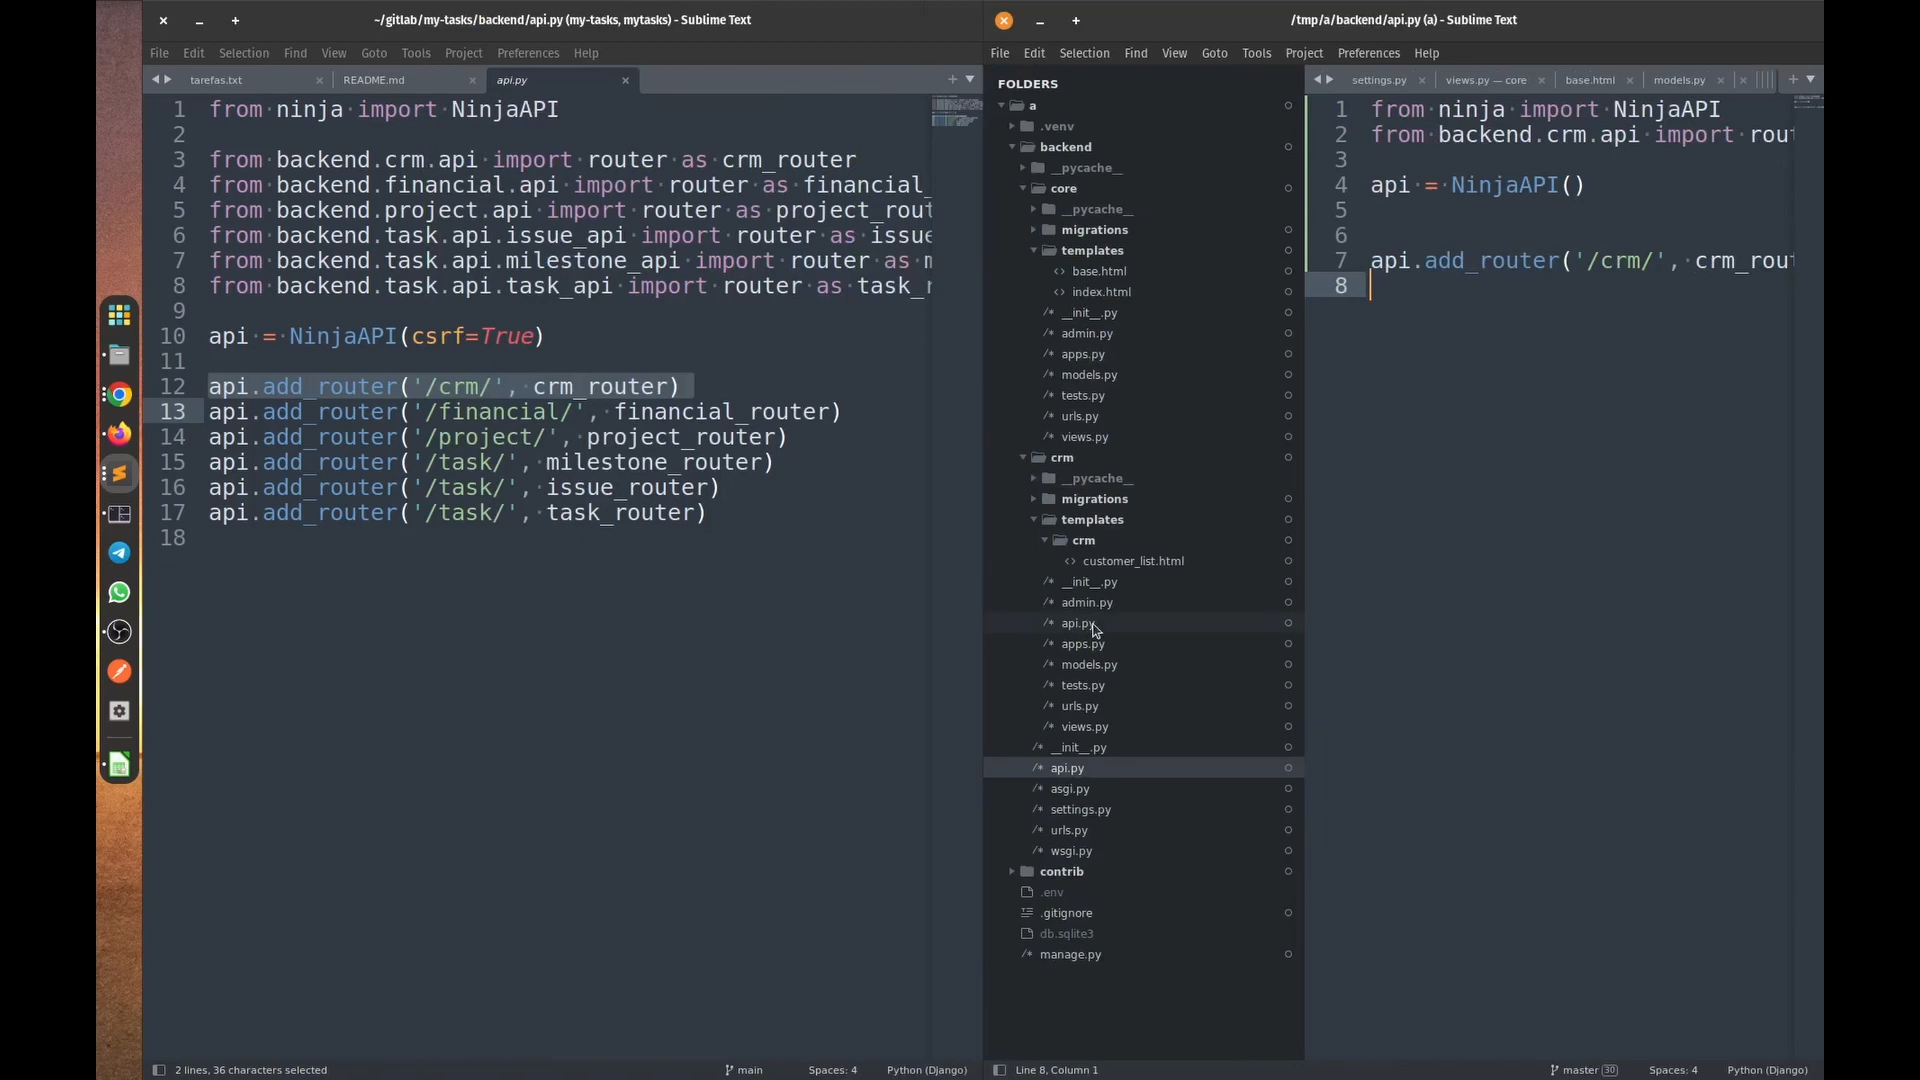 ~/gitlab/my-tasks/backend/api.py (my-tasks, mytasks) - Sublime Text
File Edit Selection Find View Goto Tools Project Preferences Help
tarefas.txt README.md api.py
1 from ninja import NinjaAPI
2
3 from backend.crm.api import router as crm_router
4 from backend.financial.api import router as financial_
5 from backend.project.api import router as project_rout
6 from backend.task.api.issue_api import router as issue
7 from backend.task.api.milestone_api import router as m
8 from backend.task.api.task_api import router as task_r
9
10 api = NinjaAPI(csrf=True)
11
12 api.add_router('/crm/', crm_router)
13 api.add_router('/financial/', financial_router)
14 api.add_router('/project/', project_router)
15 api.add_router('/task/', milestone_router)
16 api.add_router('/task/', issue_router)
17 api.add_router('/task/', task_router)
18
2 lines, 36 characters selected main Spaces: 4 Python (Django)
/tmp/a/backend/api.py (a) - Sublime Text
File Edit Selection Find View Goto Tools Project Preferences Help
FOLDERS
a
.venv
backend
__pycache__
core
__pycache__
migrations
templates
base.html
index.html
__init__.py
admin.py
apps.py
models.py
tests.py
urls.py
views.py
crm
__pycache__
migrations
templates
crm
customer_list.html
__init__.py
admin.py
api.py
apps.py
models.py
tests.py
urls.py
views.py
__init__.py
api.py
asgi.py
settings.py
urls.py
wsgi.py
contrib
.env
.gitignore
db.sqlite3
manage.py
settings.py views.py — core base.html models.py
1 from ninja import NinjaAPI
2 from backend.crm.api import rout
3
4 api = NinjaAPI()
5
6
7 api.add_router('/crm/', crm_rout
8
Line 8, Column 1 master 30 Spaces: 4 Python (Django)